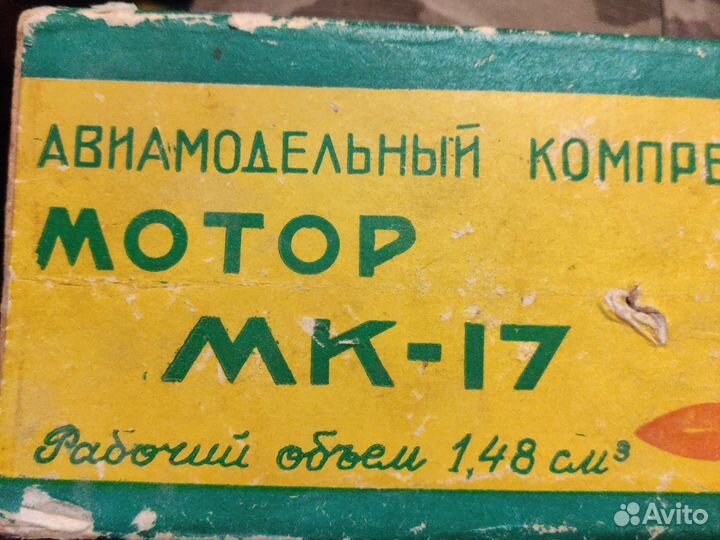 АВИАМОДЕЛЬНЫЙ КОМПРЕ
МОТОР
МК-17
Рабочий объем 1,48 см³
Avito